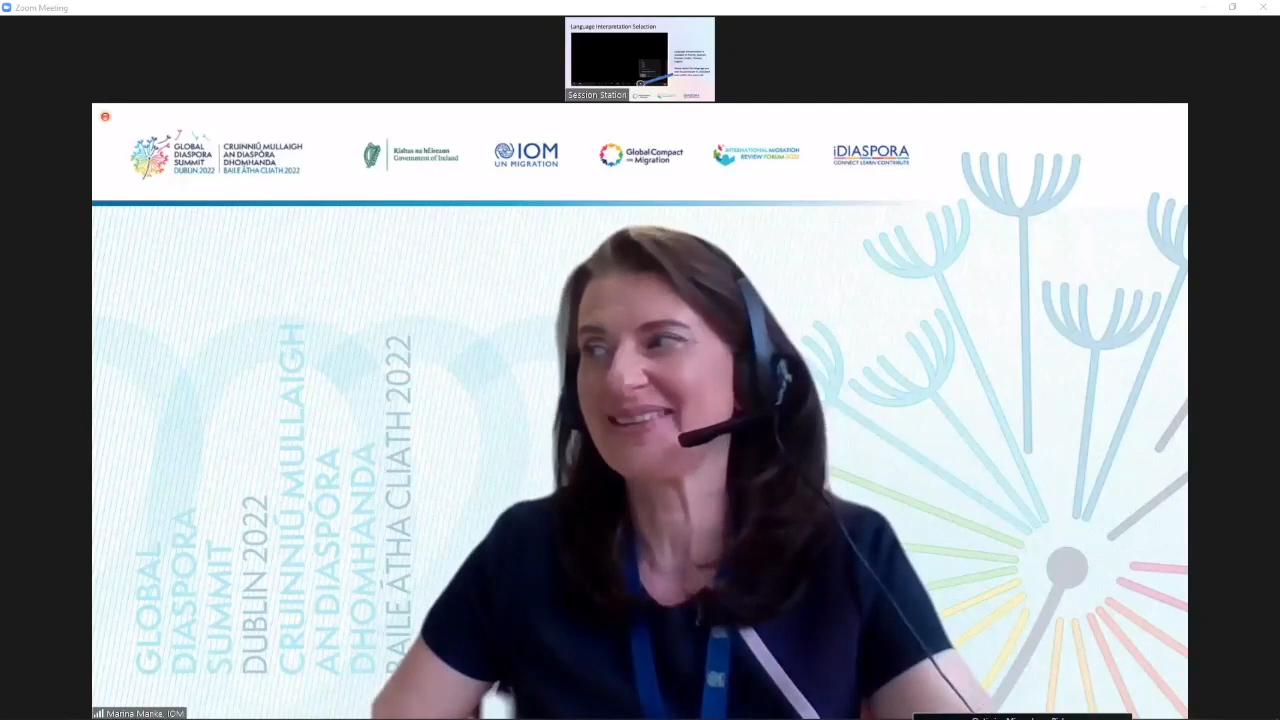 Zoom Meeting
Language Interpretation Selection
Session Station
GLOBAL
DIASPORA
SUMMIT
DUBLIN 2022
CRUINNIÚ MULLAIGH
AN DIASPÓRA
DHOMHANDA
BAILE ÁTHA CLIATH 2022
Rialtas na hÉireann
Government of Ireland
IOM
UN MIGRATION
Global Compact
on Migration
INTERNATIONAL MIGRATION
REVIEW FORUM 2022
iDIASPORA
CONNECT LEARN CONTRIBUTE
GLOBAL
DIASPORA
SUMMIT
DUBLIN 2022
CRUINNIÚ MULLAIGH
AN DIASPÓRA
DHOMHANDA
BAILE ÁTHA CLIATH 2022
Marina Manke, IOM